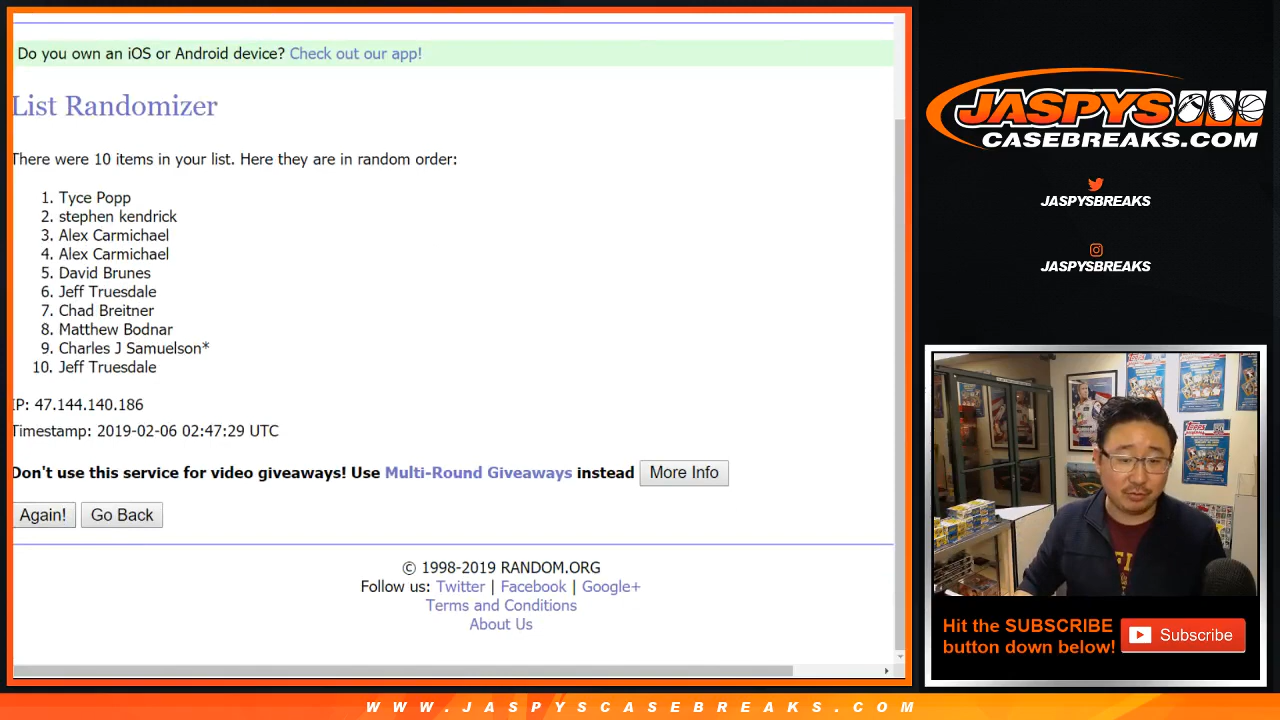 Do you own an iOS or Android device? Check out our app!
List Randomizer
There were 10 items in your list. Here they are in random order:
1. Tyce Popp
2. stephen kendrick
3. Alex Carmichael
4. Alex Carmichael
5. David Brunes
6. Jeff Truesdale
7. Chad Breitner
8. Matthew Bodnar
9. Charles J Samuelson*
10. Jeff Truesdale
IP: 47.144.140.186
Timestamp: 2019-02-06 02:47:29 UTC
Don't use this service for video giveaways! Use Multi-Round Giveaways instead More Info
Again! Go Back
© 1998-2019 RANDOM.ORG
Follow us: Twitter | Facebook | Google+
Terms and Conditions
About Us
JASPYS
CASEBREAKS.COM
JASPYSBREAKS
JASPYSBREAKS
Topps
Hit the SUBSCRIBE
button down below!
Subscribe
WWW.JASPYSCASEBREAKS.COM